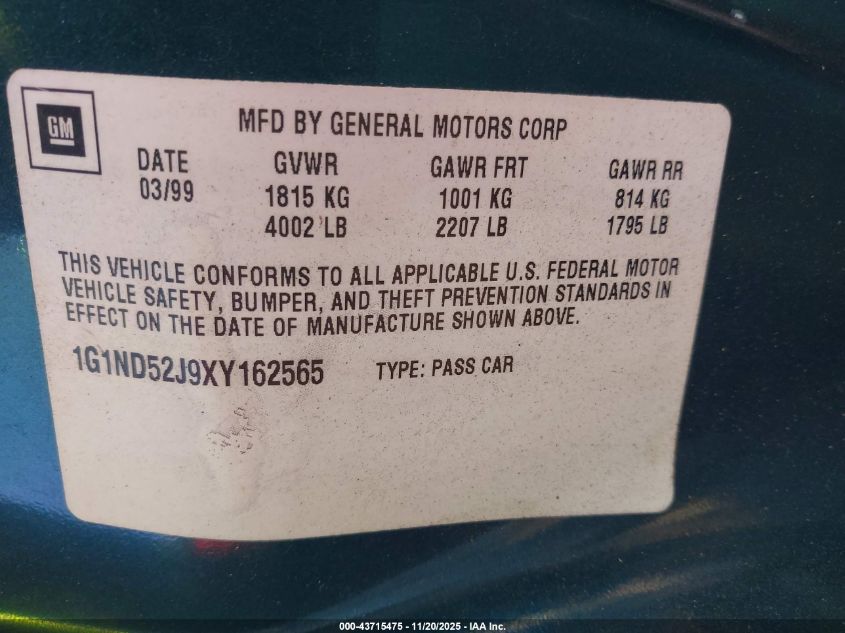 GM
MFD BY GENERAL MOTORS CORP
DATE GVWR GAWR FRT GAWR RR
03/99 1815 KG 1001 KG 814 KG
4002 LB 2207 LB 1795 LB
THIS VEHICLE CONFORMS TO ALL APPLICABLE U.S. FEDERAL MOTOR
VEHICLE SAFETY, BUMPER, AND THEFT PREVENTION STANDARDS IN
EFFECT ON THE DATE OF MANUFACTURE SHOWN ABOVE.
1G1ND52J9XY162565 TYPE: PASS CAR
000-43715475 - 11/20/2025 - IAA Inc.